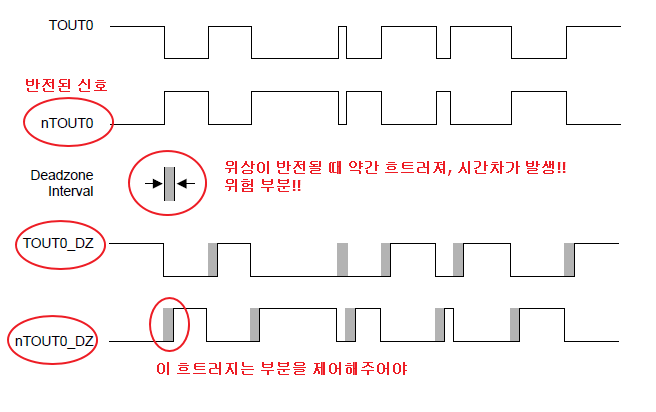 TOUT0
반전된 신호
nTOUT0
Deadzone
Interval
위상이 반전될 때 약간 흐트러져, 시간차가 발생!!
위험 부분!!
TOUT0_DZ
nTOUT0_DZ
이 흐트러지는 부분을 제어해주어야